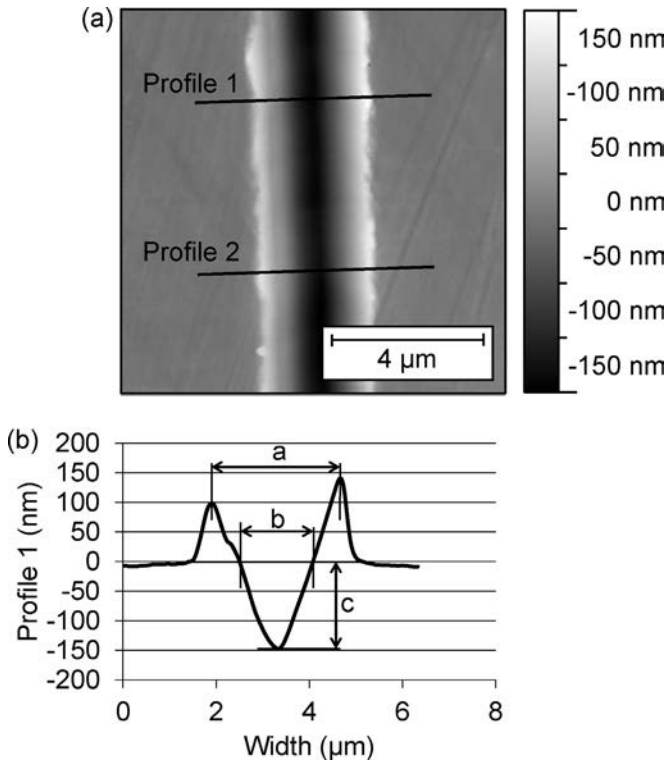 (a)
Profile 1
Profile 2
4 µm
150 nm
-100 nm
50 nm
0 nm
-50 nm
-100 nm
-150 nm
(b)
Profile 1 (nm)
200
150
100
50
0
-50
-100
-150
-200
a
b
c
0 2 4 6 8
Width (µm)